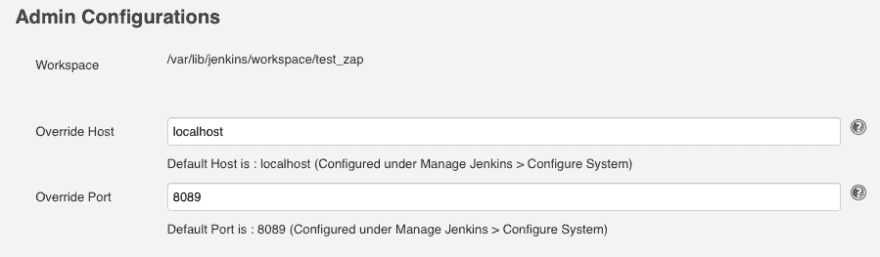 Admin Configurations
Workspace /var/lib/jenkins/workspace/test_zap
Override Host localhost
Default Host is : localhost (Configured under Manage Jenkins > Configure System)
Override Port 8089
Default Port is : 8089 (Configured under Manage Jenkins > Configure System)